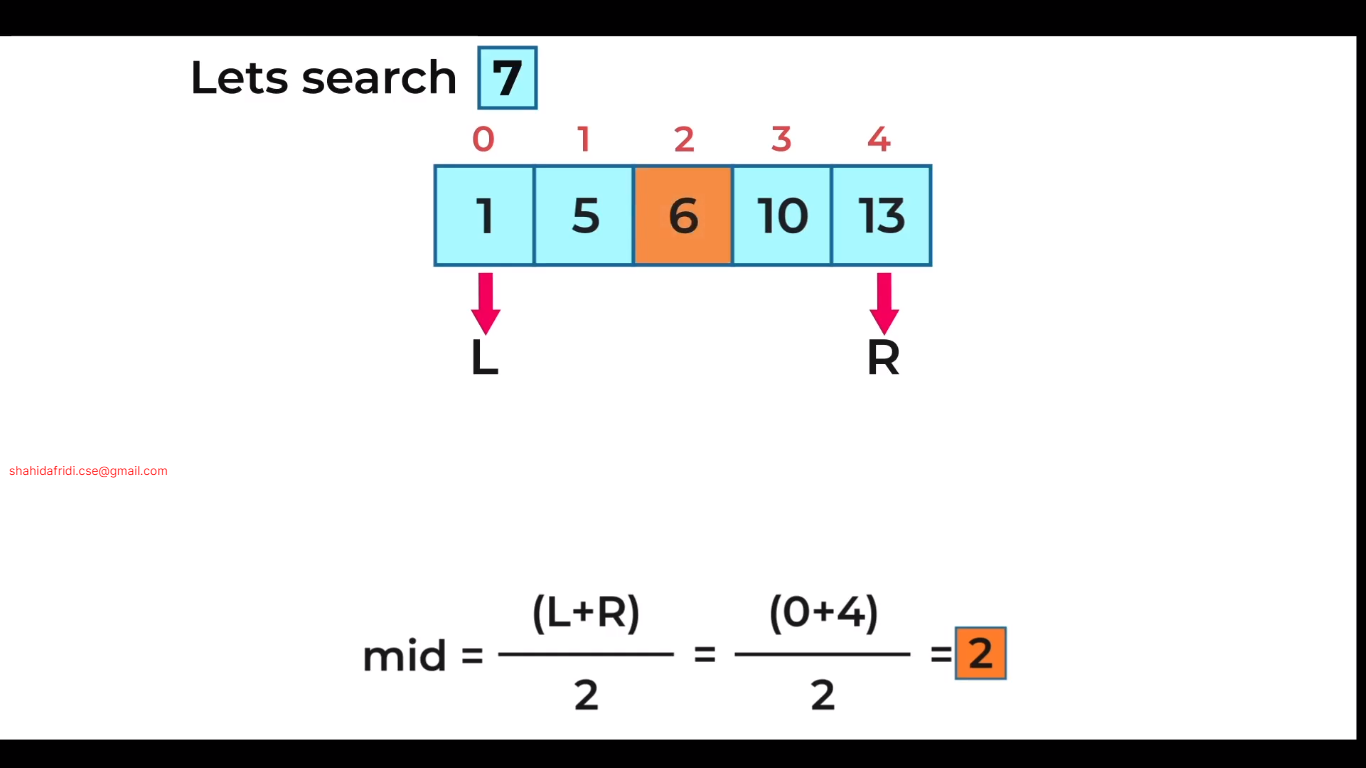 Lets search 7
0 1 2 3 4
1 5 6 10 13
L R
shahidafridi.cse@gmail.com
(L+R) (0+4)
mid = = = 2
2 2